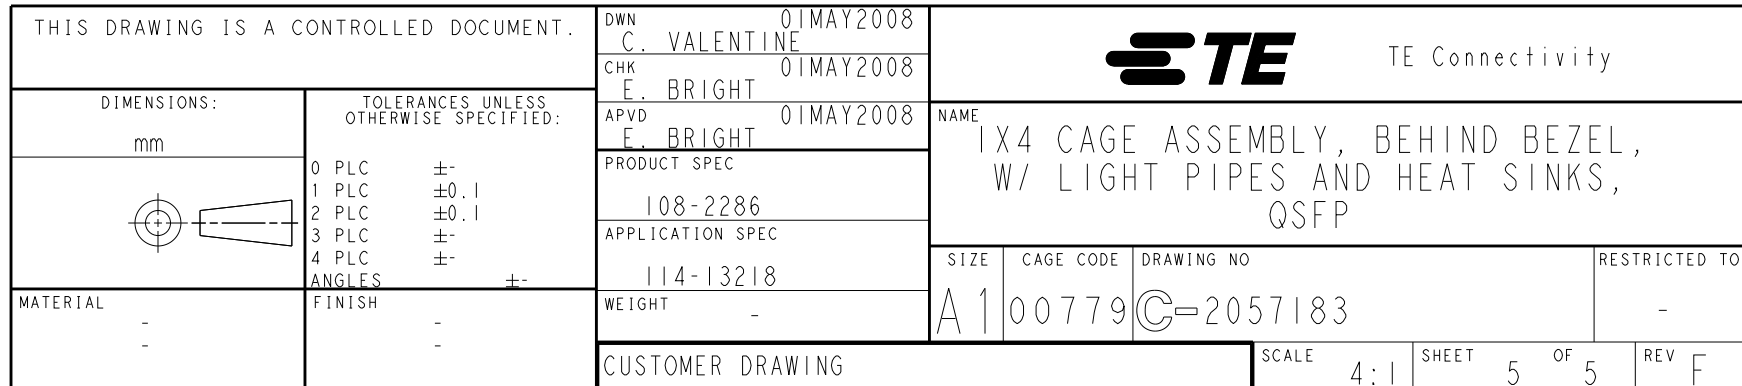 THIS DRAWING IS A CONTROLLED DOCUMENT.
DIMENSIONS:
mm
TOLERANCES UNLESS
OTHERWISE SPECIFIED:
0 PLC ±-
1 PLC ±0.1
2 PLC ±0.1
3 PLC ±-
4 PLC ±-
ANGLES ±-
MATERIAL
-
-
FINISH
-
-
DWN 01MAY2008
C. VALENTINE
CHK 01MAY2008
E. BRIGHT
APVD 01MAY2008
E. BRIGHT
PRODUCT SPEC
108-2286
APPLICATION SPEC
114-13218
WEIGHT -
CUSTOMER DRAWING
TE TE Connectivity
NAME
1X4 CAGE ASSEMBLY, BEHIND BEZEL,
W/ LIGHT PIPES AND HEAT SINKS,
QSFP
SIZE
A1
CAGE CODE
00779
DRAWING NO
C-2057183
RESTRICTED TO
-
SCALE 4:1
SHEET 5 OF 5
REV F